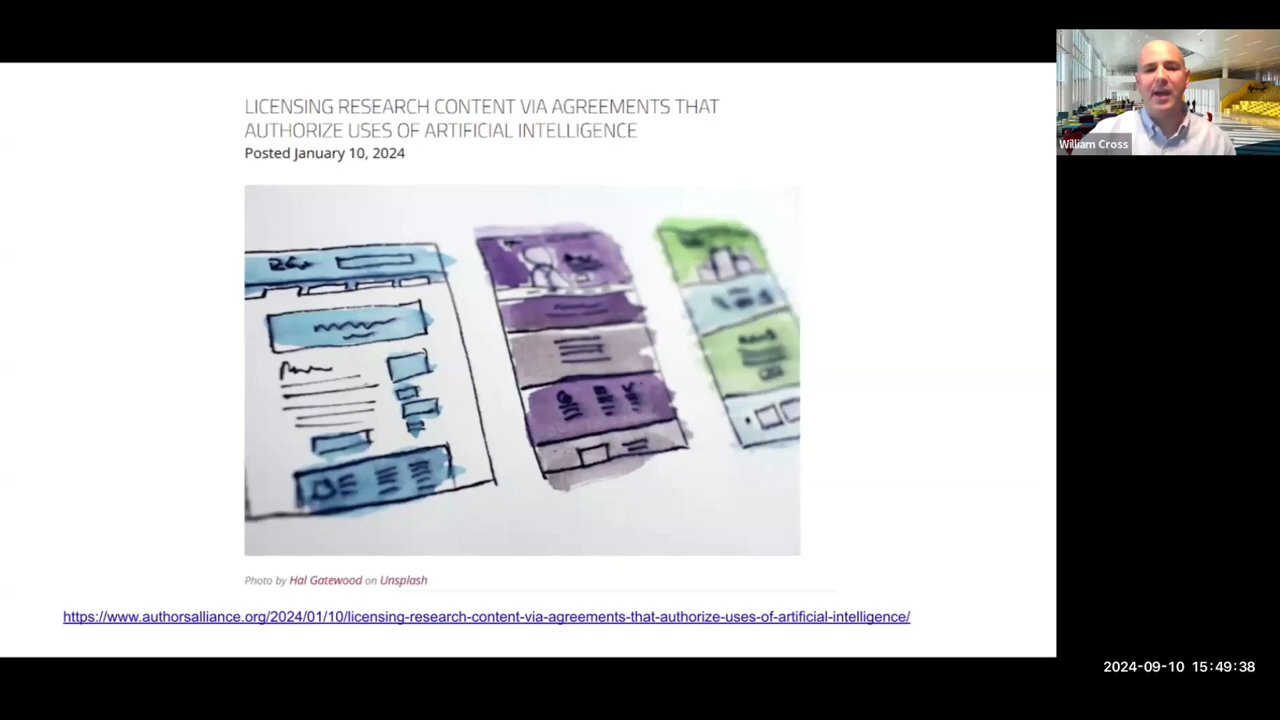 LICENSING RESEARCH CONTENT VIA AGREEMENTS THAT
AUTHORIZE USES OF ARTIFICIAL INTELLIGENCE
Posted January 10, 2024
Photo by Hal Gatewood on Unsplash
https://www.authorsalliance.org/2024/01/10/licensing-research-content-via-agreements-that-authorize-uses-of-artificial-intelligence/
William Cross
2024-09-10 15:49:38